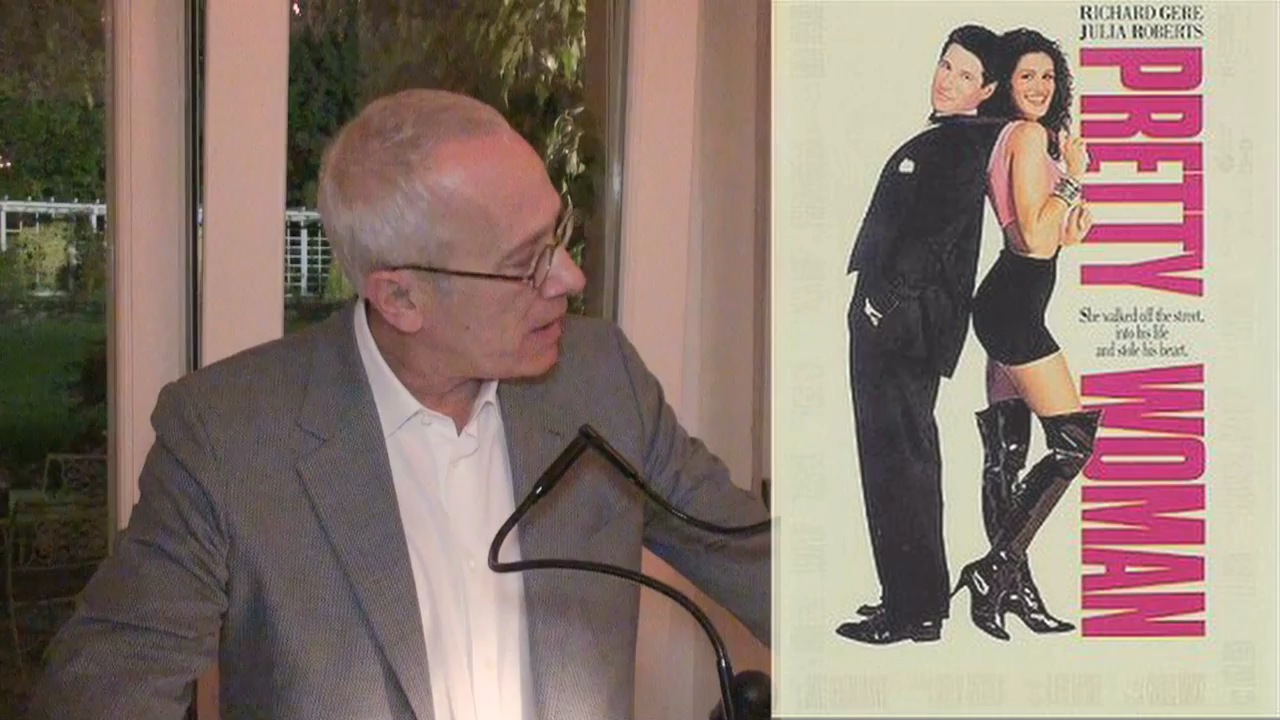 RICHARD GERE
JULIA ROBERTS
PRETTY WOMAN
She walked off the street,
into his life
and stole his heart.